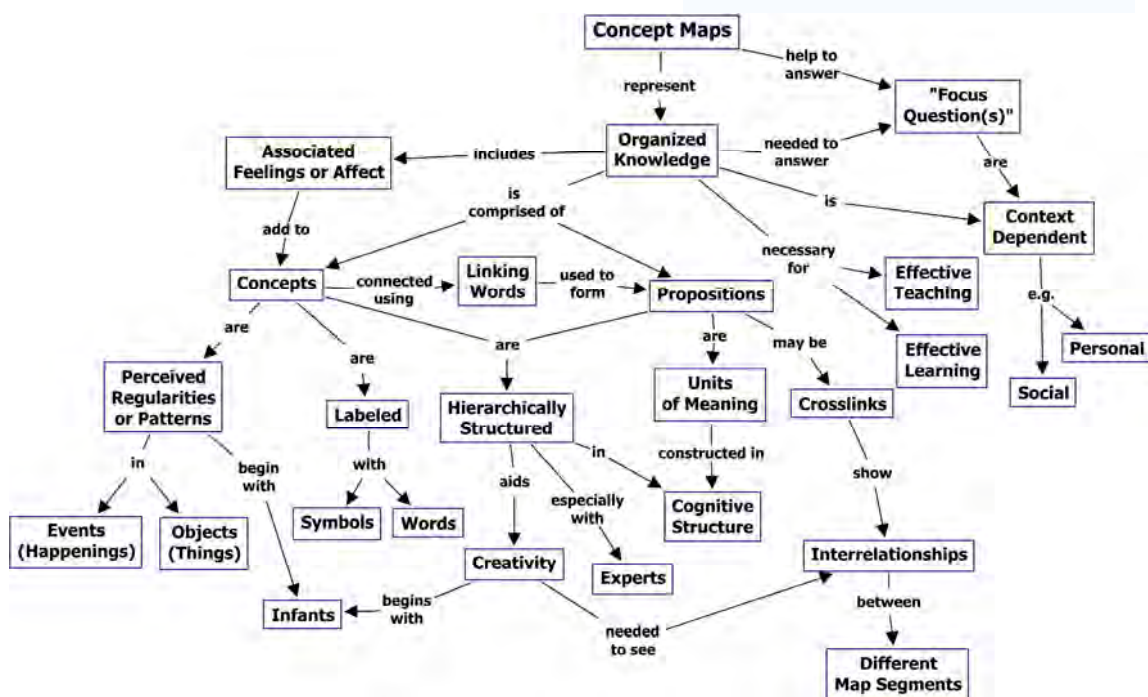 Concept Maps
help to
answer
represent
"Focus
Question(s)"
Organized
Knowledge
needed to
answer
includes
Associated
Feelings or Affect
are
is
is
comprised of
Context
Dependent
add to
necessary
for
Concepts
connected
using
Linking
Words
used to
form
Propositions
Effective
Teaching
e.g.
are
are
are
are
may be
Effective
Learning
Personal
Perceived
Regularities
or Patterns
Labeled
Hierarchically
Structured
Units
of Meaning
Crosslinks
Social
in
begin
with
with
aids
in
constructed in
show
especially
with
Events
(Happenings)
Objects
(Things)
Symbols
Words
Cognitive
Structure
Creativity
Experts
Interrelationships
Infants
begins
with
needed
to see
between
Different
Map Segments